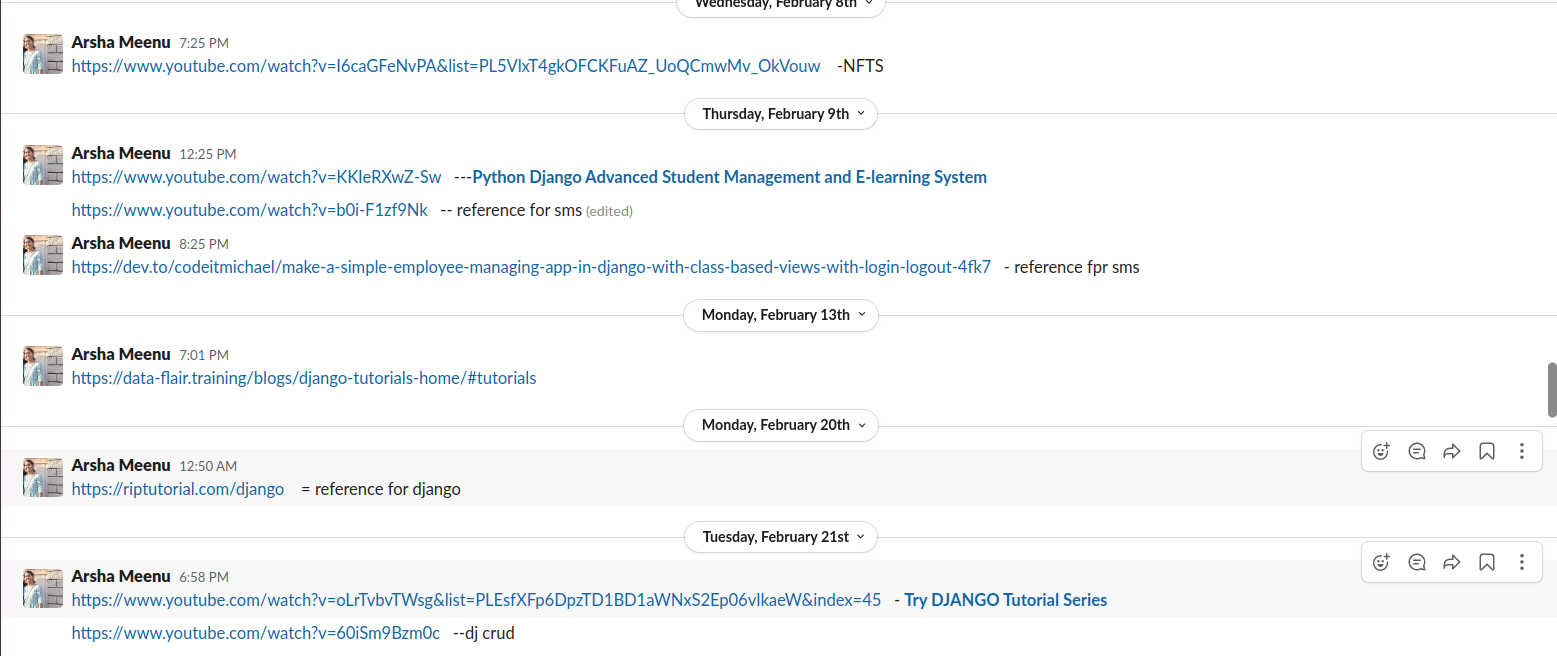 Wednesday, February 8th
Arsha Meenu 7:25 PM
https://www.youtube.com/watch?v=I6caGFeNvPA&list=PL5VlxT4gkOFCKFuAZ_UoQCmwMv_OkVouw -NFTS
Thursday, February 9th
Arsha Meenu 12:25 PM
https://www.youtube.com/watch?v=KKIeRXwZ-Sw ---Python Django Advanced Student Management and E-learning System
https://www.youtube.com/watch?v=b0i-F1zf9Nk -- reference for sms (edited)
Arsha Meenu 8:25 PM
https://dev.to/codeitmichael/make-a-simple-employee-managing-app-in-django-with-class-based-views-with-login-logout-4fk7 - reference fpr sms
Monday, February 13th
Arsha Meenu 7:01 PM
https://data-flair.training/blogs/django-tutorials-home/#tutorials
Monday, February 20th
Arsha Meenu 12:50 AM
https://riptutorial.com/django = reference for django
Tuesday, February 21st
Arsha Meenu 6:58 PM
https://www.youtube.com/watch?v=oLrTvbvTWsg&list=PLEsfXFp6DpzTD1BD1aWNxS2Ep06vIkaeW&index=45 - Try DJANGO Tutorial Series
https://www.youtube.com/watch?v=60iSm9Bzm0c --dj crud